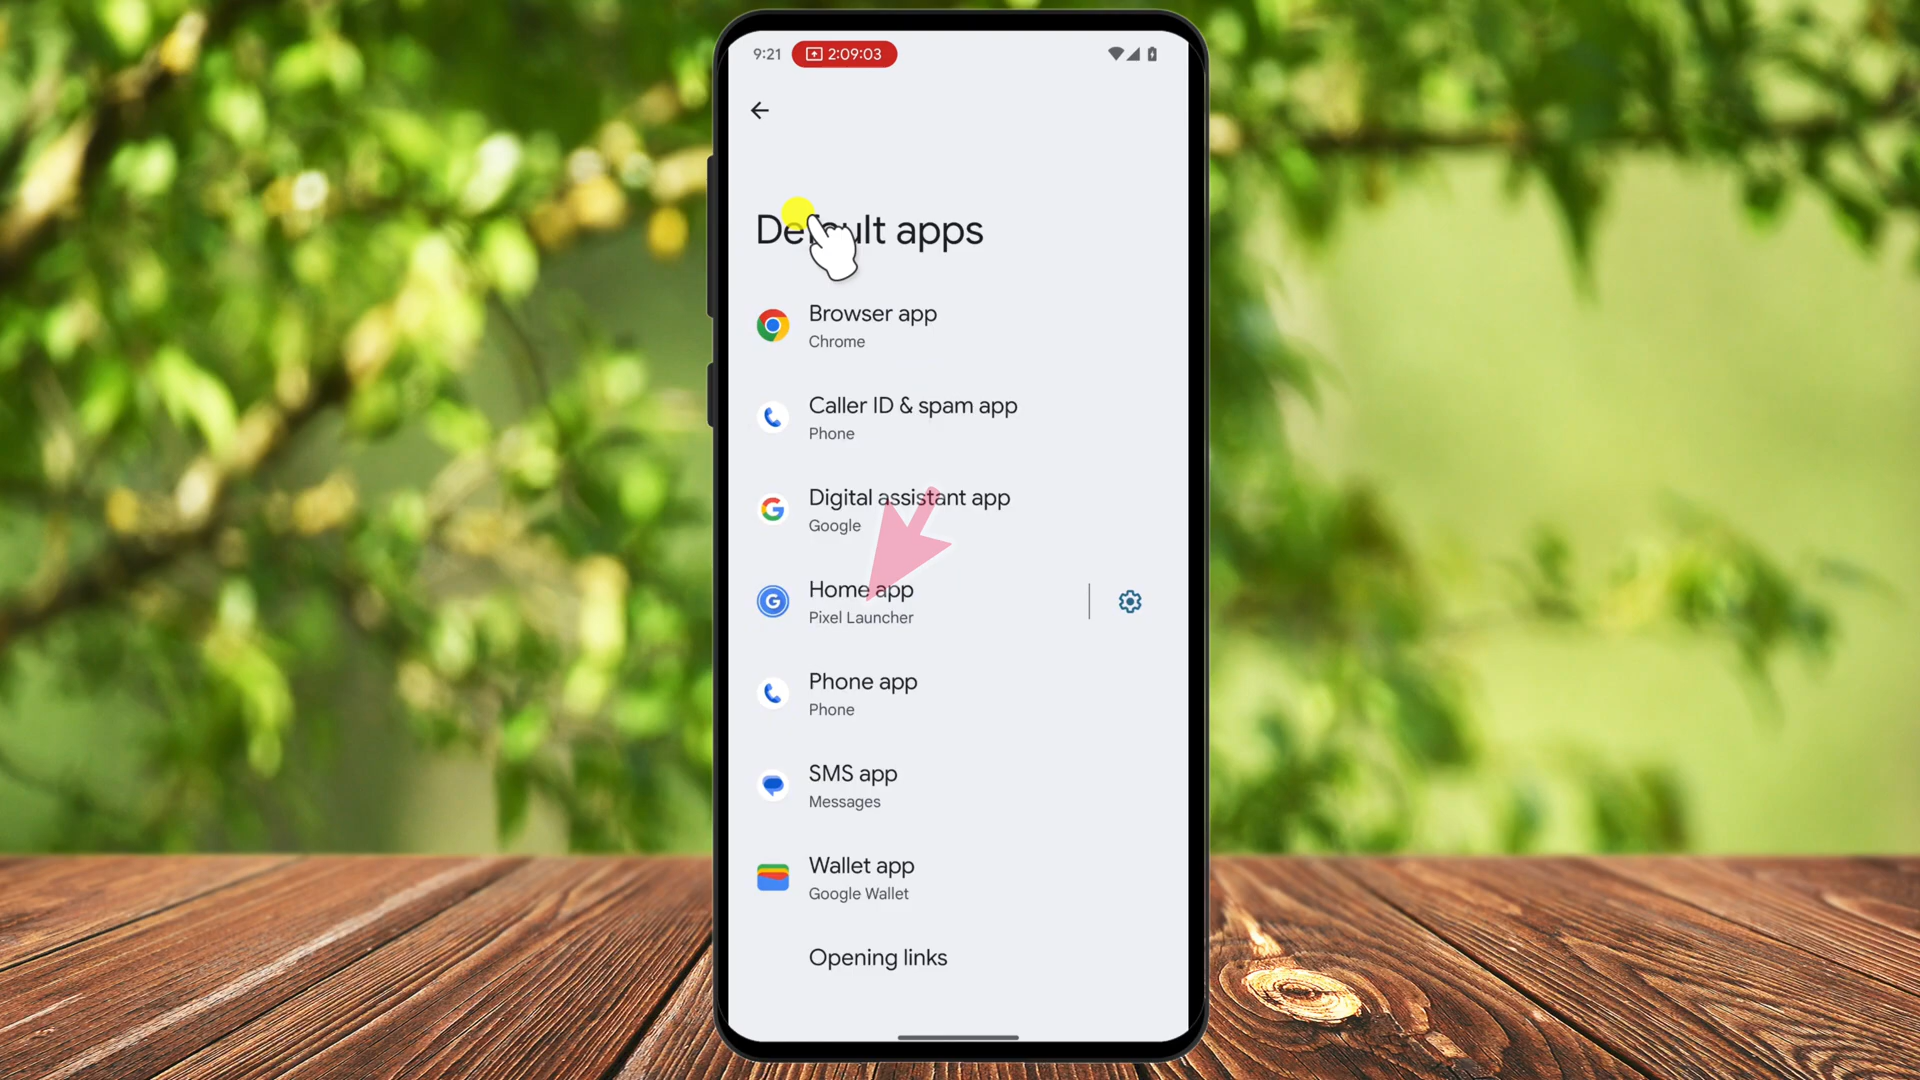 9:21 2:09:03
Default apps
Browser app
Chrome
Caller ID & spam app
Phone
Digital assistant app
Google
Home app
Pixel Launcher
Phone app
Phone
SMS app
Messages
Wallet app
Google Wallet
Opening links